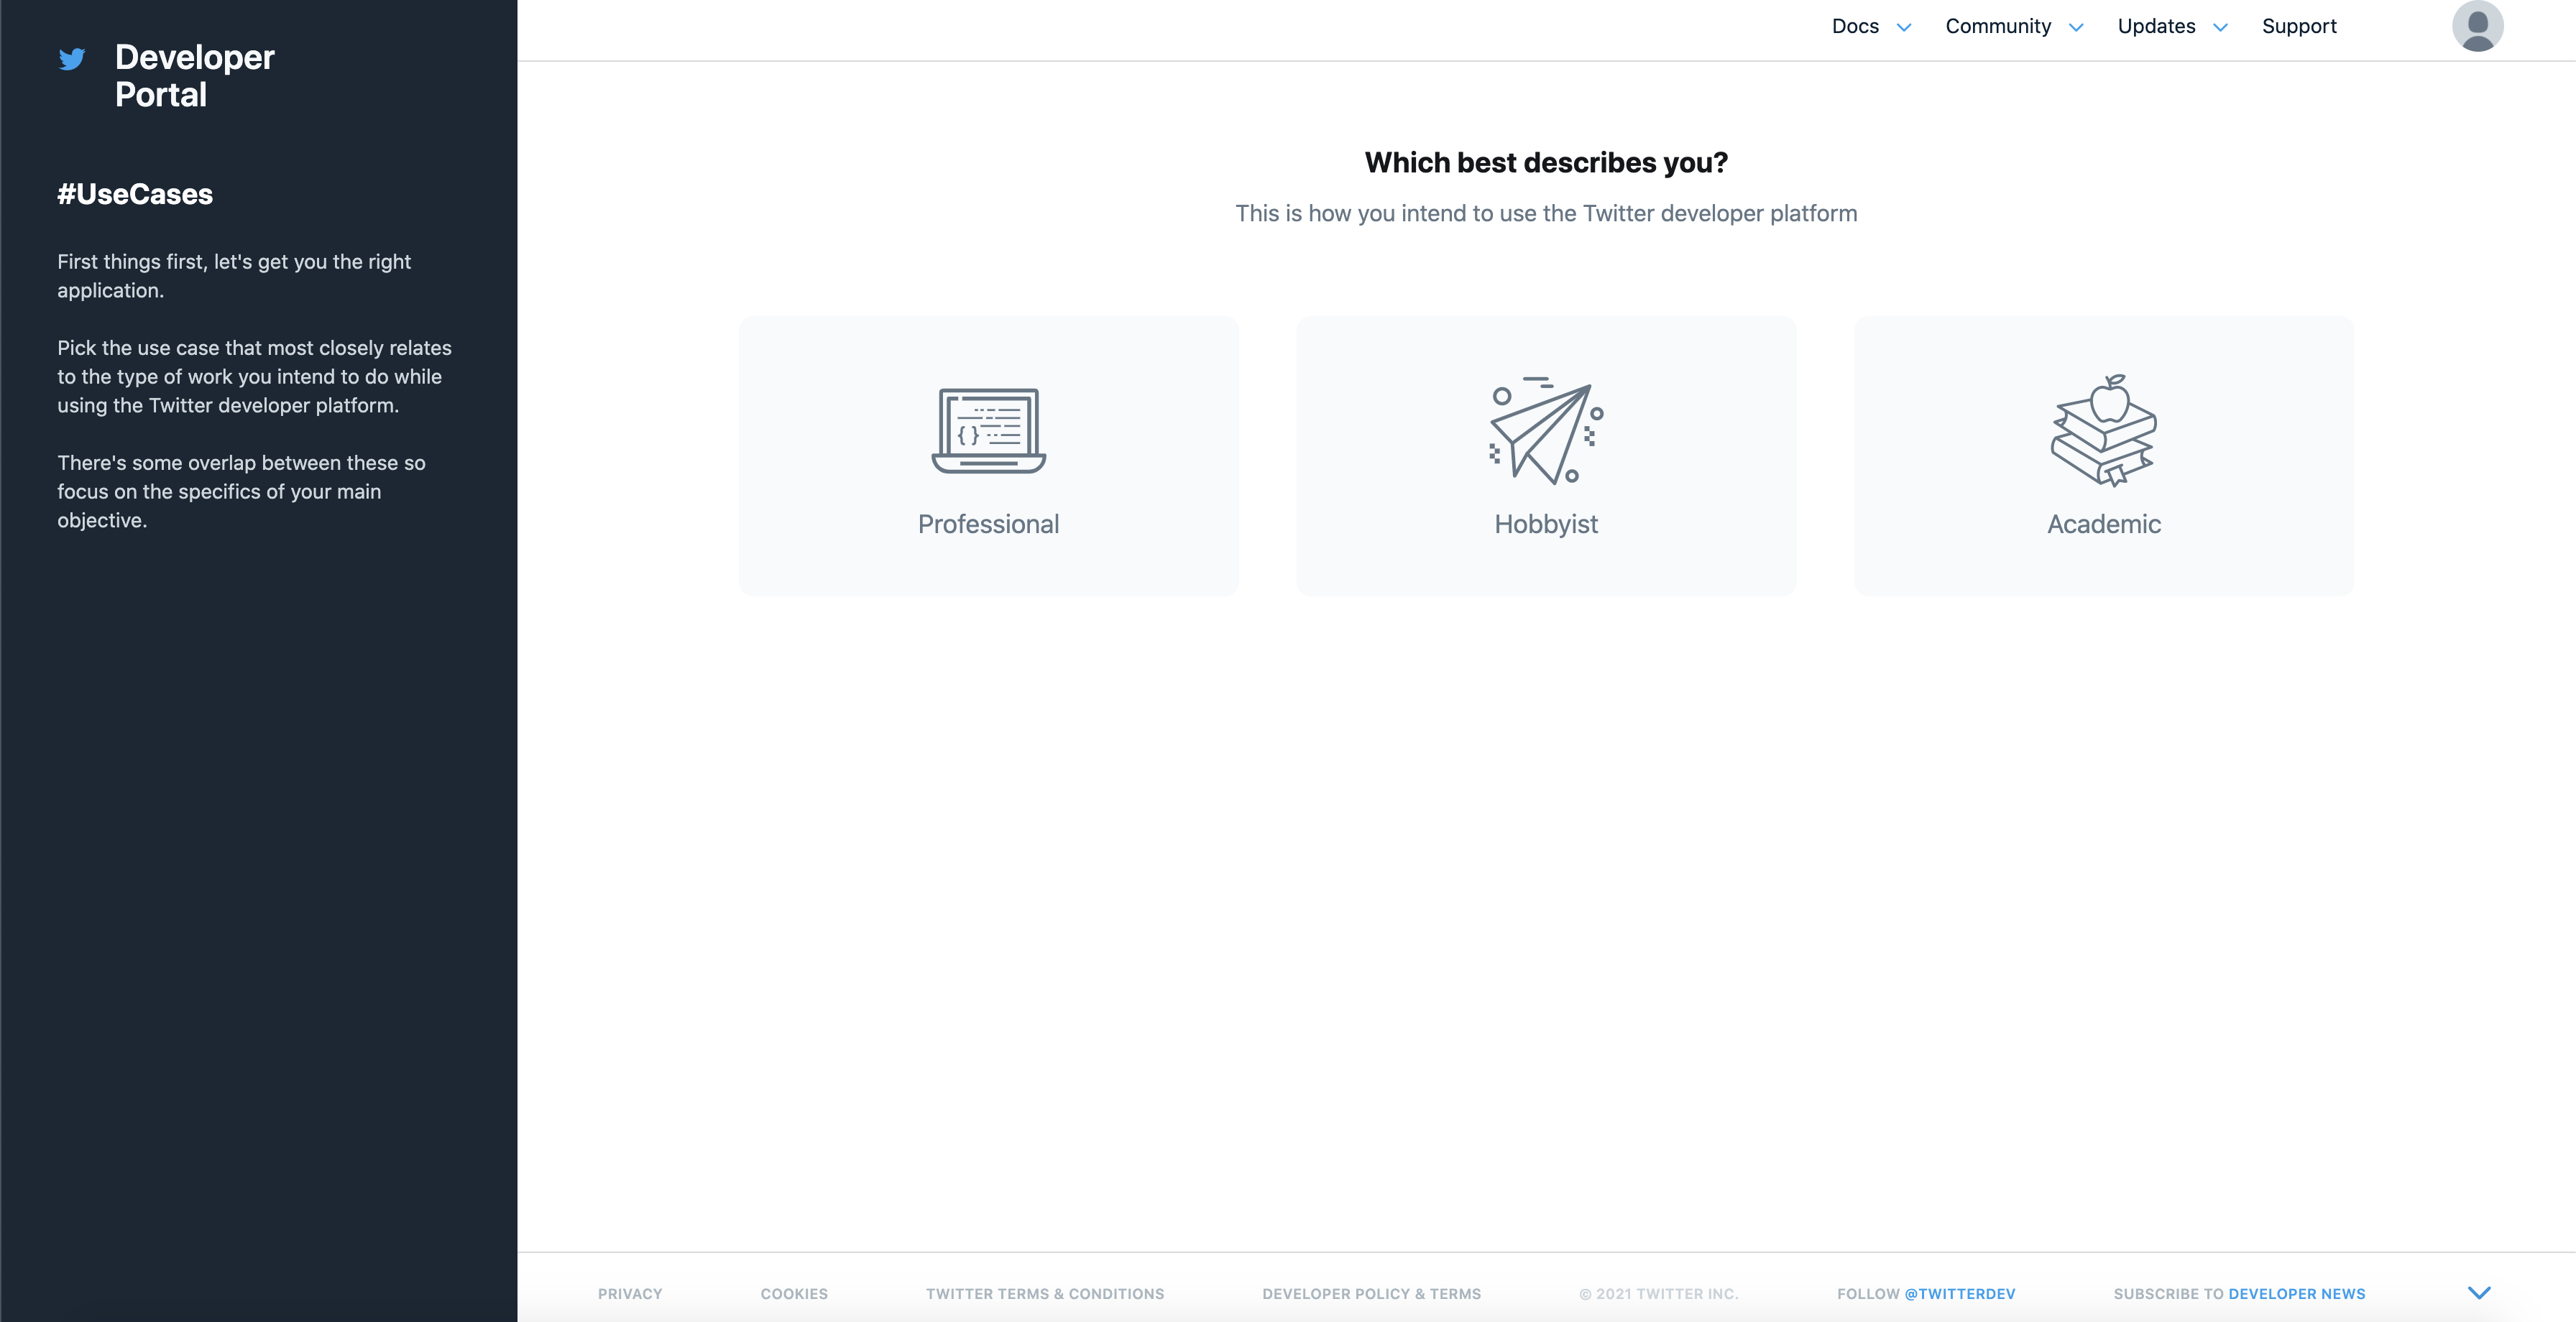 Developer
Portal
#UseCases
First things first, let's get you the right
application.
Pick the use case that most closely relates
to the type of work you intend to do while
using the Twitter developer platform.
There's some overlap between these so
focus on the specifics of your main
objective.
Docs Community Updates Support
Which best describes you?
This is how you intend to use the Twitter developer platform
{ }
Professional
Hobbyist
Academic
PRIVACY COOKIES TWITTER TERMS & CONDITIONS DEVELOPER POLICY & TERMS © 2021 TWITTER INC. FOLLOW @TWITTERDEV SUBSCRIBE TO DEVELOPER NEWS